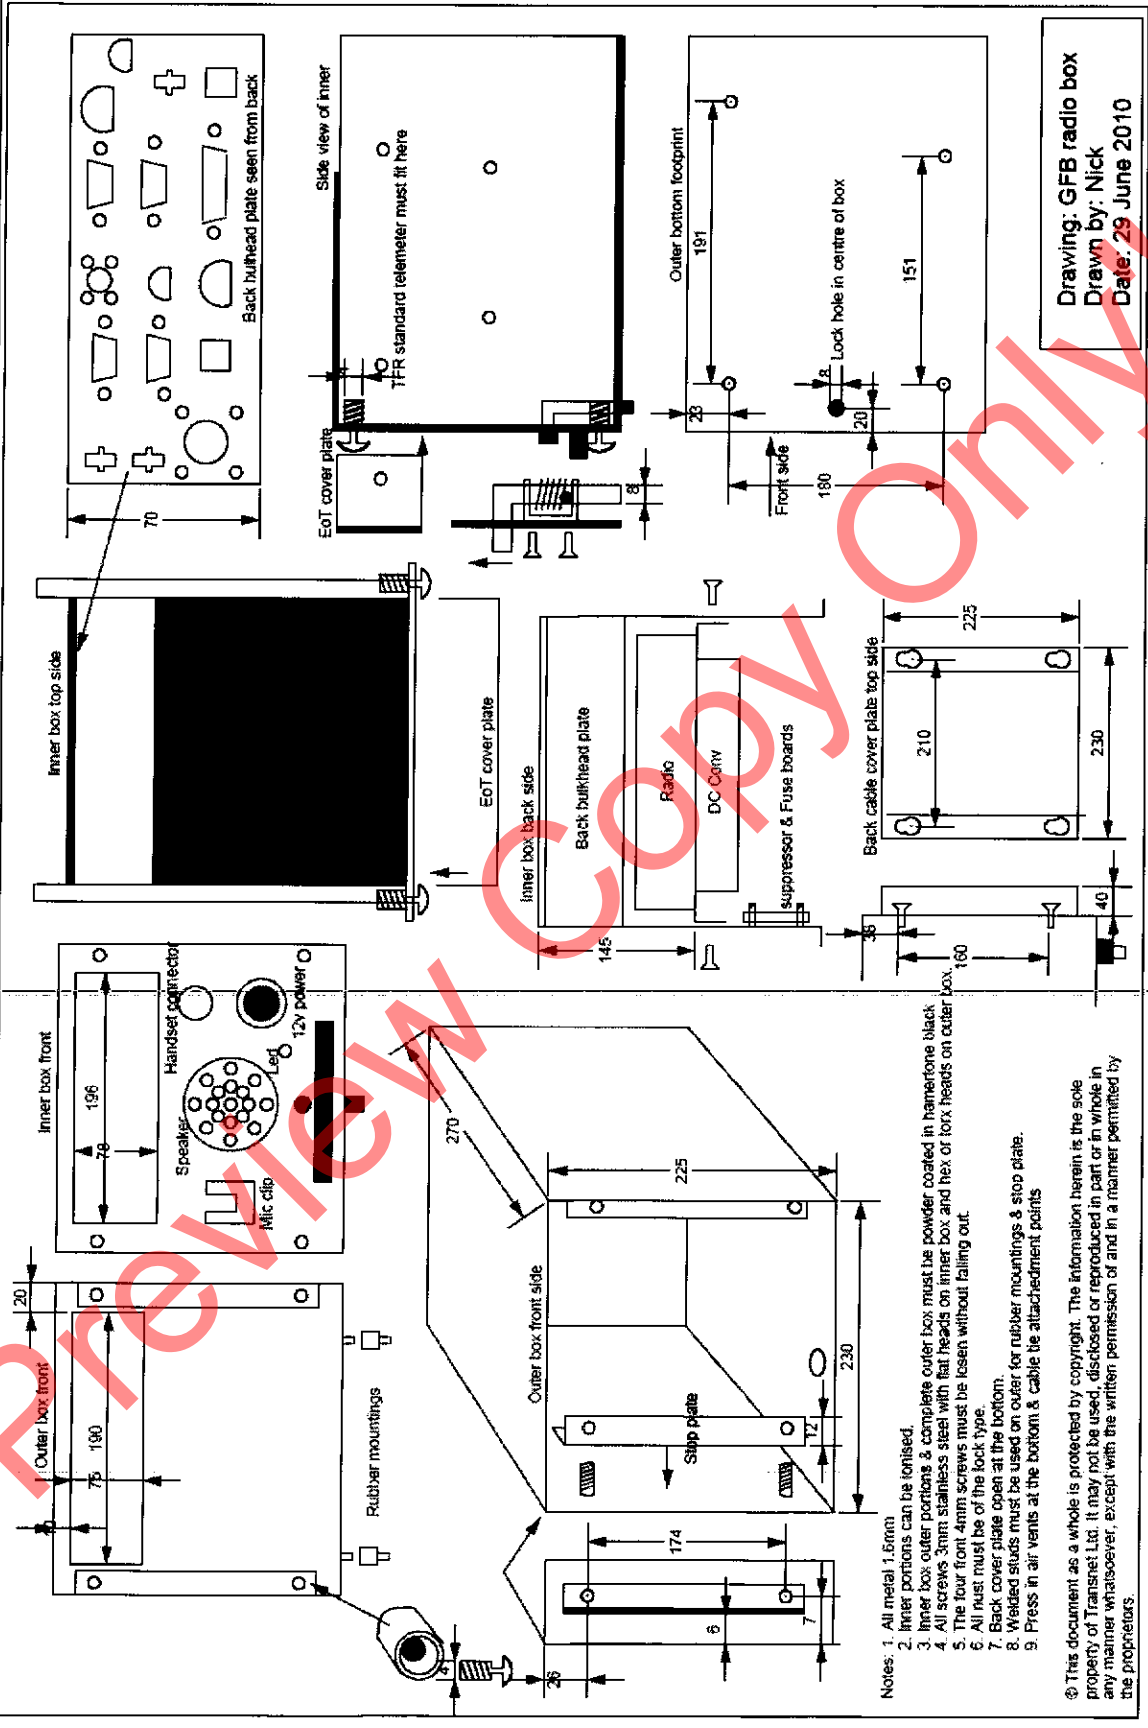 Outer box front
20
190
75
Rubber mountings
4
Inner box front
196
78
Handset connector
Speaker
Mic clip
Led
12v power
Inner box top side
EoT cover plate
70
Back bulhead plate seen from back
Side view of inner
TFR standard telemeter must fit here
4
EoT cover plate
8
Inner box back side
Back bulkhead plate
Radio
DC Conv
suppressor & Fuse boards
145
Outer bottom footprint
191
Lock hole in centre of box
8
151
23
20
Front side
180
Outer box front side
270
225
230
Stop plate
12
174
6
7
26
Back cable cover plate top side
225
210
230
40
160
Notes: 1. All metal 1.6mm
2. Inner portions can be ionised.
3. Inner box outer portions & complete outer box must be powder coated in hamertone black
4. All screws 3mm stainless steel with flat heads on inner box and hex or torx heads on outer box.
5. The four front 4mm screws must be losen without falling out.
6. All nust must be of the lock type.
7. Back cover plate open at the bottom.
8. Welded studs must be used on outer for rubber mountings & stop plate.
9. Press in air vents at the bottom & cable tie attachedment points
© This document as a whole is protected by copyright. The information herein is the sole
property of Transnet Ltd. It may not be used, disclosed or reproduced in part or in whole in
any manner whatsoever, except with the written permission of and in a manner permitted by
the proprietors.
Drawing: GFB radio box
Drawn by: Nick
Date: 29 June 2010
Preview Copy Only